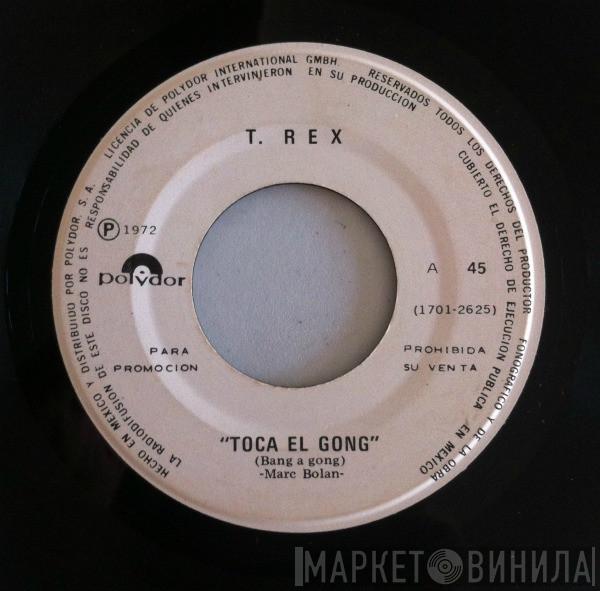 HECHO EN MEXICO Y DISTRIBUIDO POR POLYDOR. S. A. LICENCIA DE POLYDOR INTERNATIONAL GMBH. RESERVADOS TODOS LOS DERECHOS DEL PRODUCTOR FONOGRAFICO Y DE LA OBRA
LA RADIODIFUSION DE ESTE DISCO NO ES RESPONSABILIDAD DE QUIENES INTERVINJERON EN SU PRODUCCION CUBIERTO EL DERECHO DE EJECUCION PUBLICA EN MEXICO
T. REX
Ⓟ 1972
polydor
A 45
(1701-2625)
PARA
PROMOCION
PROHIBIDA
SU VENTA
"TOCA EL GONG"
(Bang a gong)
-Marc Bolan-
МАРКЕТ ВИНИЛА